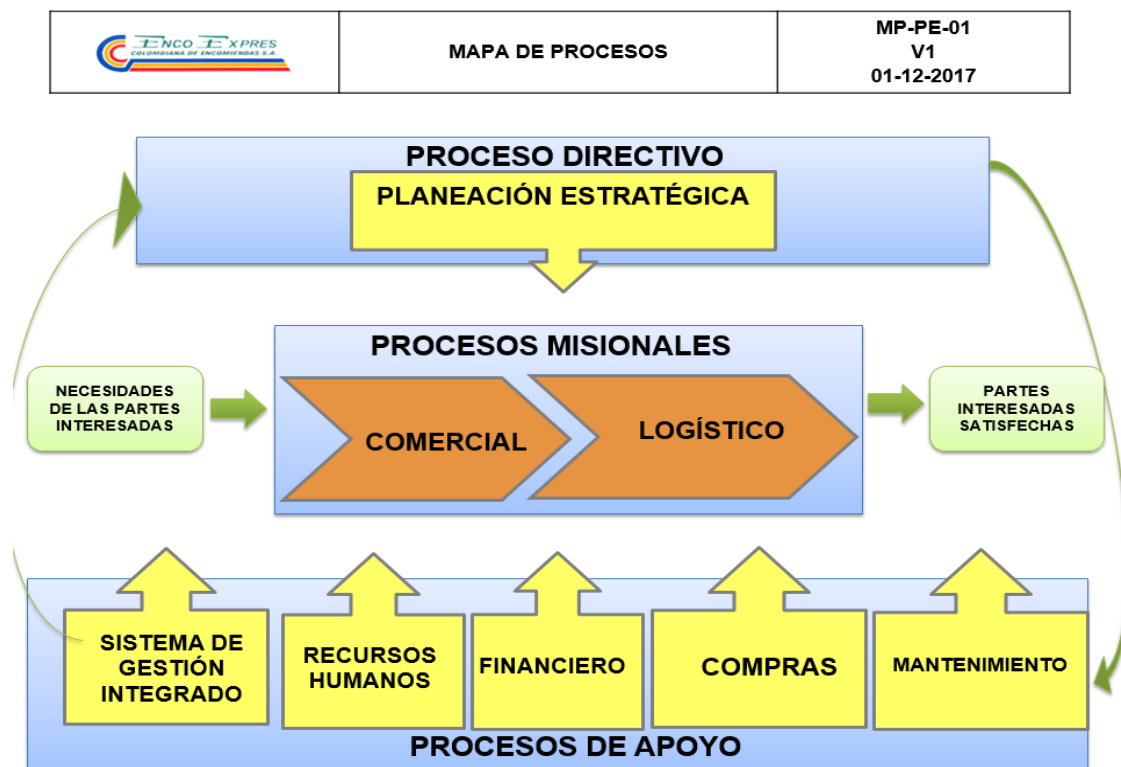 ENCO EXPRES
COLOMBIANA DE ENCOMIENDAS S.A.
MAPA DE PROCESOS
MP-PE-01
V1
01-12-2017
PROCESO DIRECTIVO
PLANEACIÓN ESTRATÉGICA
PROCESOS MISIONALES
NECESIDADES
DE LAS PARTES
INTERESADAS
COMERCIAL
LOGÍSTICO
PARTES
INTERESADAS
SATISFECHAS
SISTEMA DE
GESTIÓN
INTEGRADO
RECURSOS
HUMANOS
FINANCIERO
COMPRAS
MANTENIMIENTO
PROCESOS DE APOYO